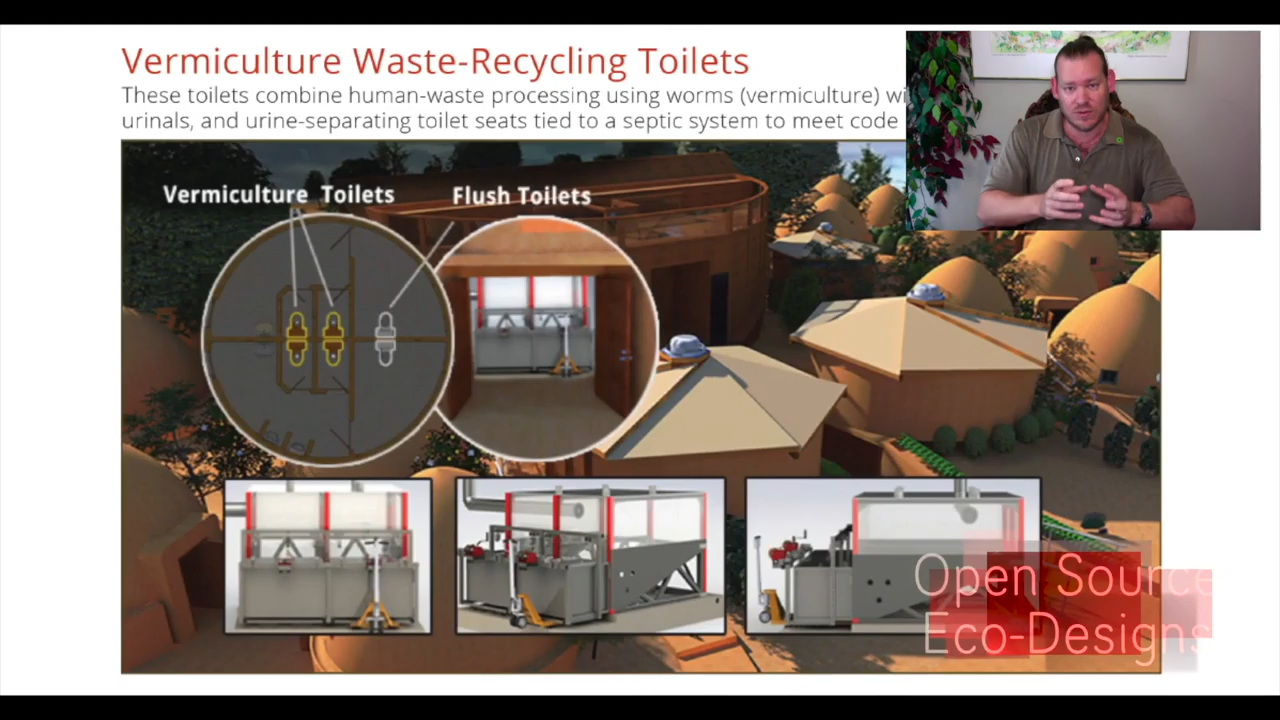 Vermiculture Waste-Recycling Toilets
These toilets combine human-waste processing using worms (vermiculture)
urinals, and urine-separating toilet seats tied to a septic system to meet code
Vermiculture Toilets
Flush Toilets
Open Source
Eco-Designs